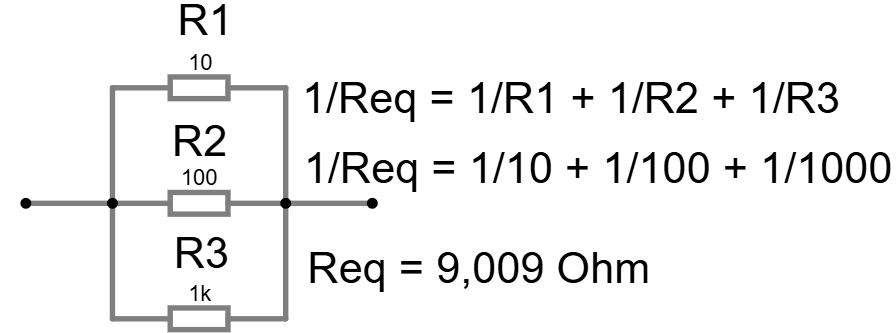 R1
10
1/Req = 1/R1 + 1/R2 + 1/R3
R2
100
1/Req = 1/10 + 1/100 + 1/1000
R3
1k
Req = 9,009 Ohm